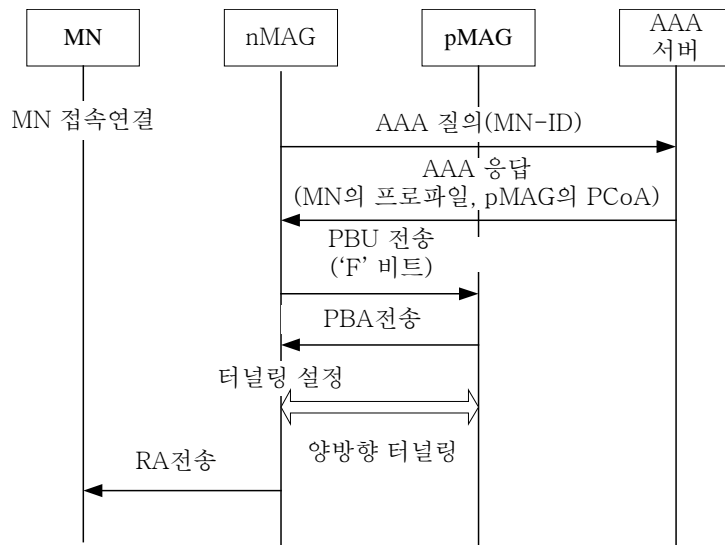 MN
nMAG
pMAG
AAA
서버
MN 접속연결
AAA 질의(MN-ID)
AAA 응답
(MN의 프로파일, pMAG의 PCoA)
PBU 전송
(‘F’ 비트)
PBA전송
터널링 설정
양방향 터널링
RA전송